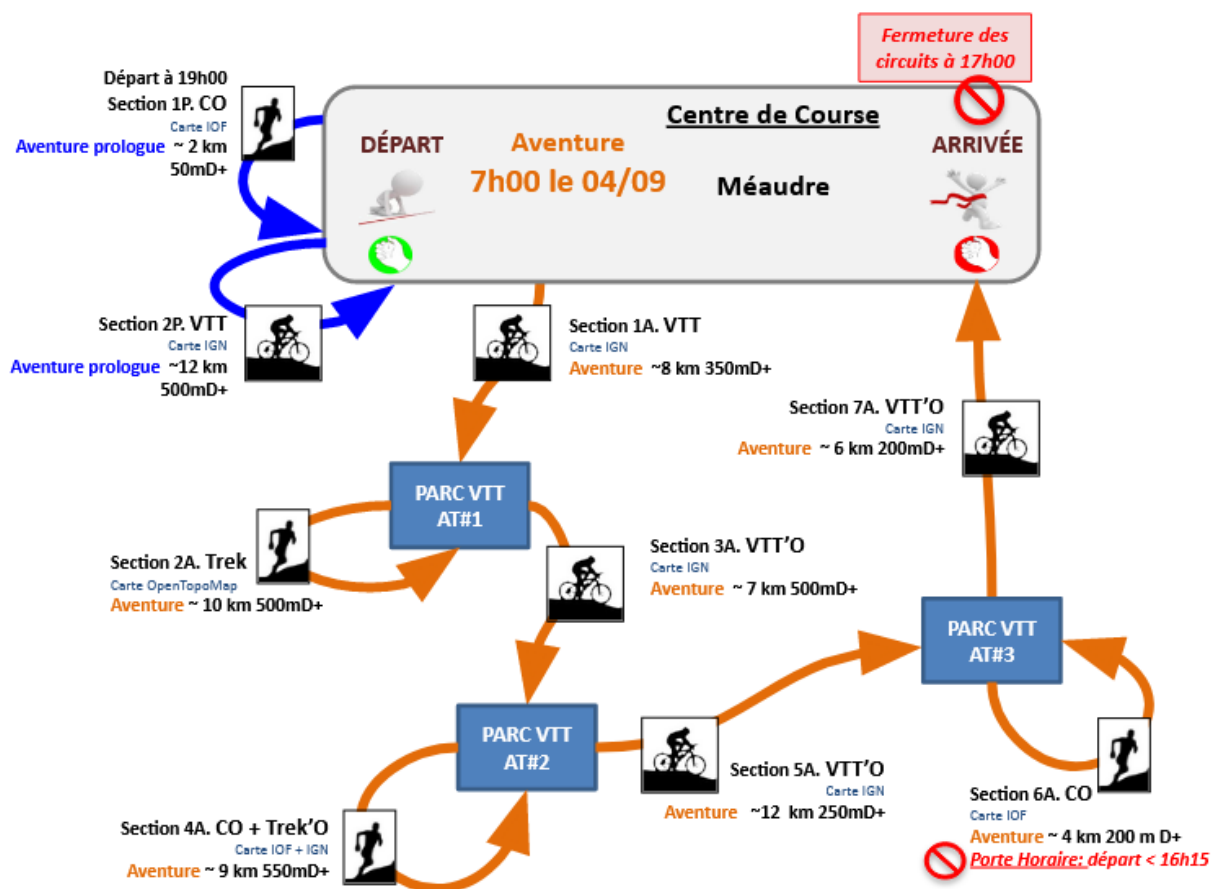 Fermeture des
circuits à 17h00
Départ à 19h00
Section 1P. CO
Carte IOF
Aventure prologue ~ 2 km
50mD+
Centre de Course
DÉPART
Aventure
7h00 le 04/09
Méaudre
ARRIVÉE
Section 2P. VTT
Carte IGN
Aventure prologue ~12 km
500mD+
Section 1A. VTT
Carte IGN
Aventure ~8 km 350mD+
Section 7A. VTT'O
Carte IGN
Aventure ~ 6 km 200mD+
PARC VTT
AT#1
Section 2A. Trek
Carte OpenTopoMap
Aventure ~ 10 km 500mD+
Section 3A. VTT'O
Carte IGN
Aventure ~ 7 km 500mD+
PARC VTT
AT#3
PARC VTT
AT#2
Section 5A. VTT'O
Carte IGN
Aventure ~12 km 250mD+
Section 6A. CO
Carte IOF
Aventure ~ 4 km 200 m D+
Porte Horaire: départ < 16h15
Section 4A. CO + Trek'O
Carte IOF + IGN
Aventure ~ 9 km 550mD+